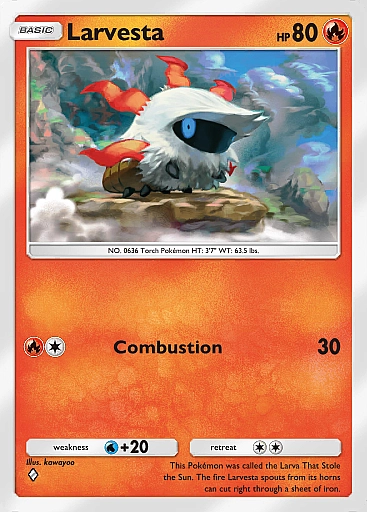 BASIC Larvesta HP 80
NO. 0636 Torch Pokémon HT: 3'7" WT: 63.5 lbs.
Combustion 30
weakness +20 retreat
Illus. kawayoo
This Pokémon was called the Larva That Stole
the Sun. The fire Larvesta spouts from its horns
can cut right through a sheet of iron.